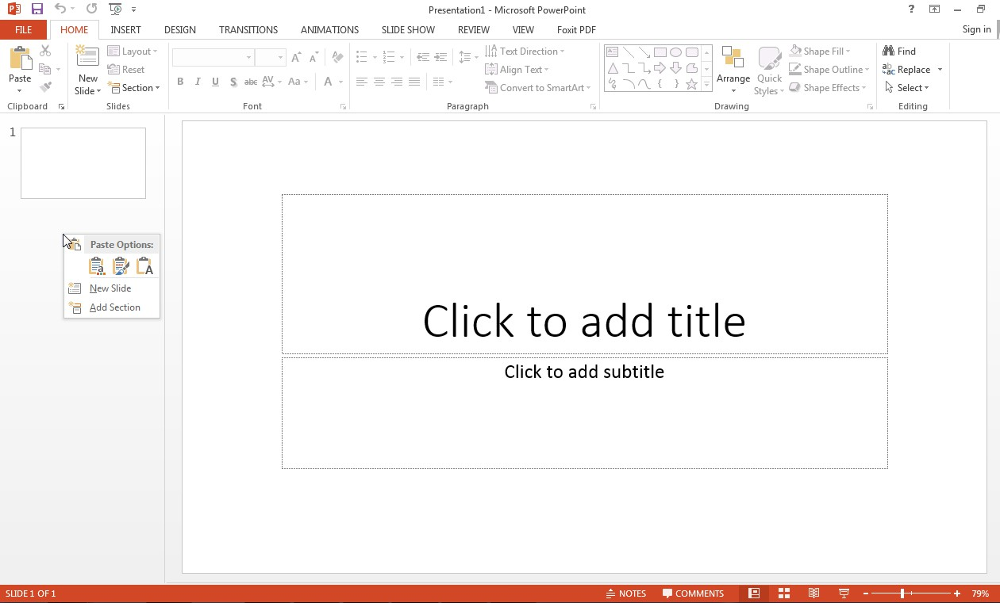 Presentation1 - Microsoft PowerPoint
FILE HOME INSERT DESIGN TRANSITIONS ANIMATIONS SLIDE SHOW REVIEW VIEW Foxit PDF Sign in
Paste
Clipboard
New Slide
Layout
Reset
Section
Slides
B I U S abc AV Aa A
Font
Text Direction
Align Text
Convert to SmartArt
Paragraph
Arrange
Quick Styles
Shape Fill
Shape Outline
Shape Effects
Drawing
Find
Replace
Select
Editing
1
Paste Options:
New Slide
Add Section
Click to add title
Click to add subtitle
SLIDE 1 OF 1 NOTES COMMENTS 79%